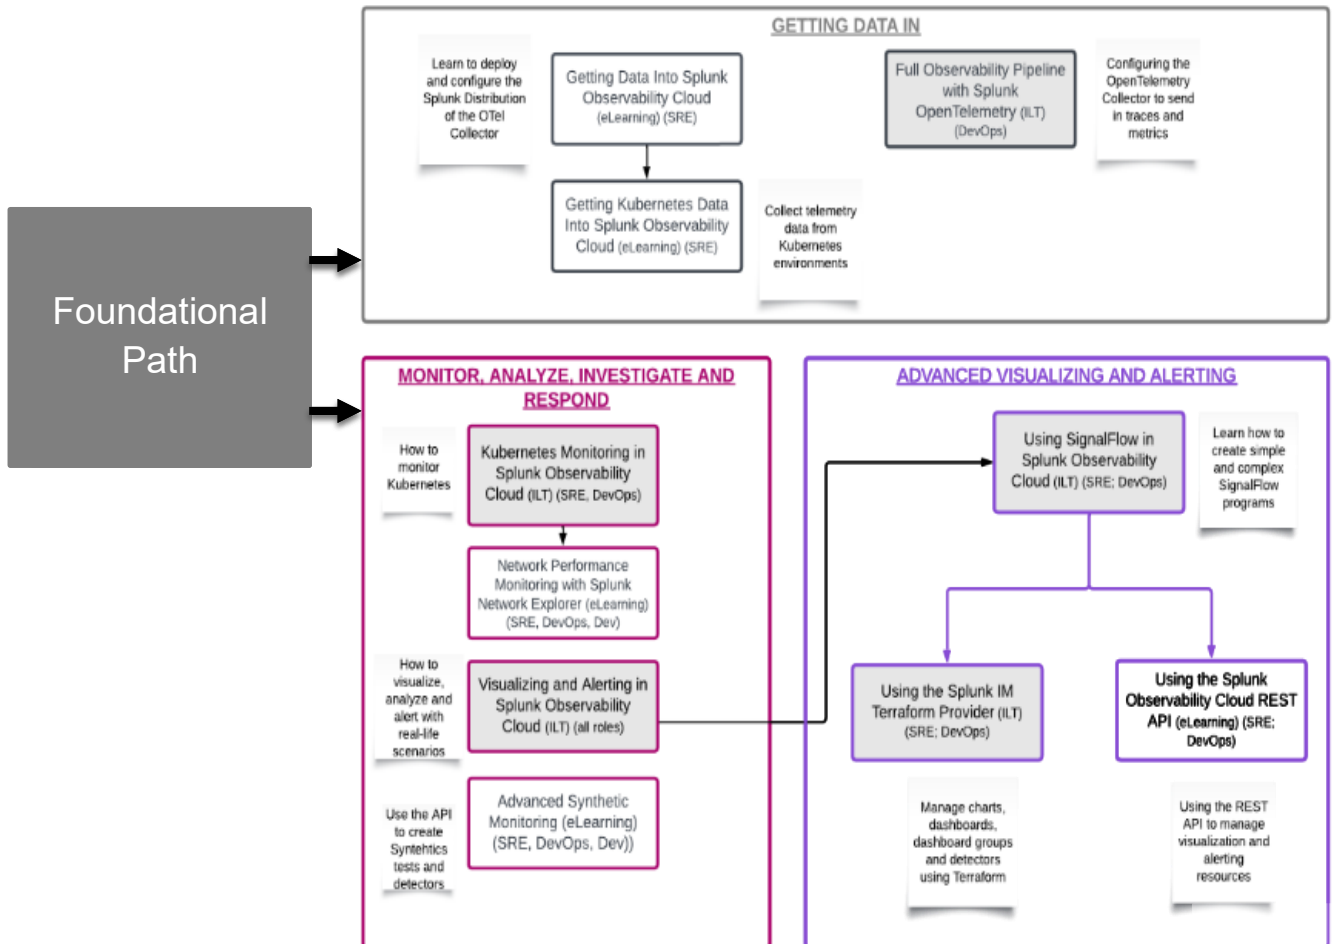 Foundational
Path
GETTING DATA IN
Learn to deploy
and configure the
Splunk Distribution
of the OTel
Collector
Getting Data Into Splunk
Observability Cloud
(eLearning) (SRE)
Full Observability Pipeline
with Splunk
OpenTelemetry (ILT)
(DevOps)
Configuring the
OpenTelemetry
Collector to send
in traces and
metrics
Getting Kubernetes Data
Into Splunk Observability
Cloud (eLearning) (SRE)
Collect telemetry
data from
Kubernetes
environments
MONITOR, ANALYZE, INVESTIGATE AND
RESPOND
How to
monitor
Kubernetes
Kubernetes Monitoring in
Splunk Observability
Cloud (ILT) (SRE, DevOps)
Network Performance
Monitoring with Splunk
Network Explorer (eLearning)
(SRE, DevOps, Dev)
How to
visualize,
analyze and
alert with
real-life
scenarios
Visualizing and Alerting in
Splunk Observability
Cloud (ILT) (all roles)
Use the API
to create
Syntehtics
tests and
detectors
Advanced Synthetic
Monitoring (eLearning)
(SRE, DevOps, Dev))
ADVANCED VISUALIZING AND ALERTING
Using SignalFlow in
Splunk Observability
Cloud (ILT) (SRE; DevOps)
Learn how to
create simple
and complex
SignalFlow
programs
Using the Splunk IM
Terraform Provider (ILT)
(SRE; DevOps)
Using the Splunk
Observability Cloud REST
API (eLearning) (SRE;
DevOps)
Manage charts,
dashboards,
dashboard groups
and detectors
using Terraform
Using the REST
API to manage
visualization and
alerting
resources